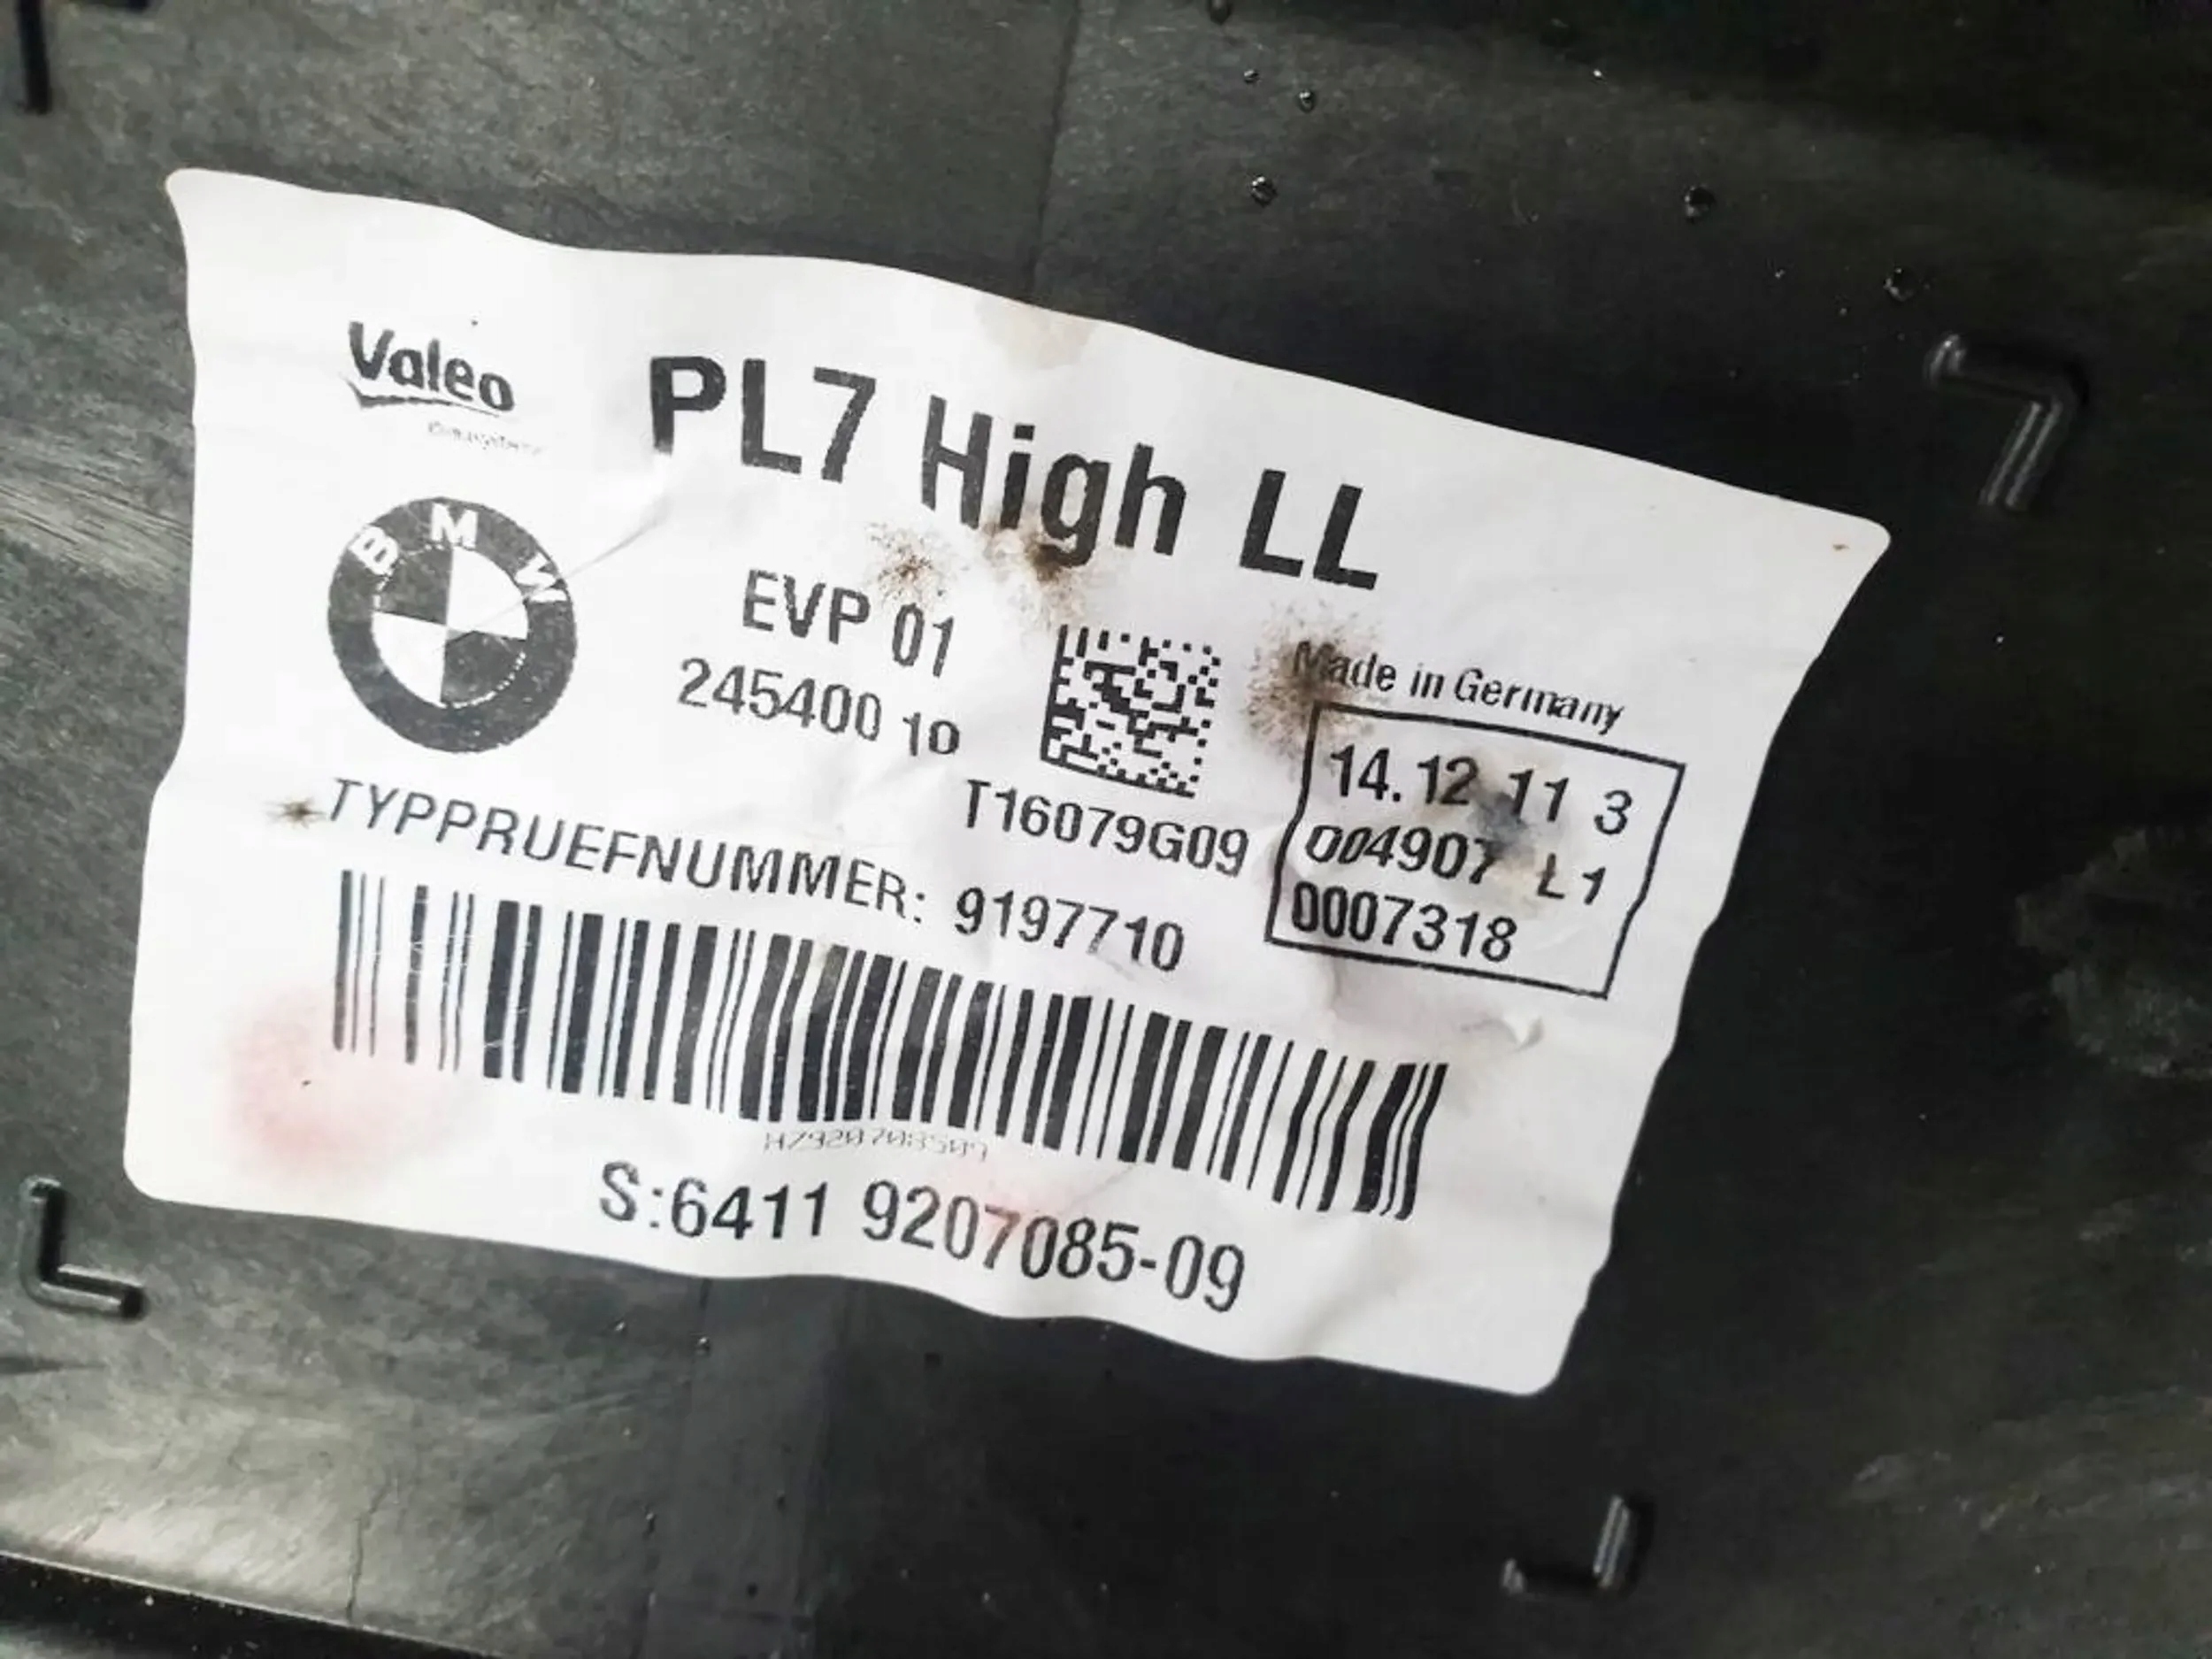 Valeo
PL7 High LL
BMW
EVP 01
245400 10
Made in Germany
14.12 11 3
004907 L1
0007318
T16079G09
TYPPRUEFNUMMER: 9197710
S:6411 9207085-09